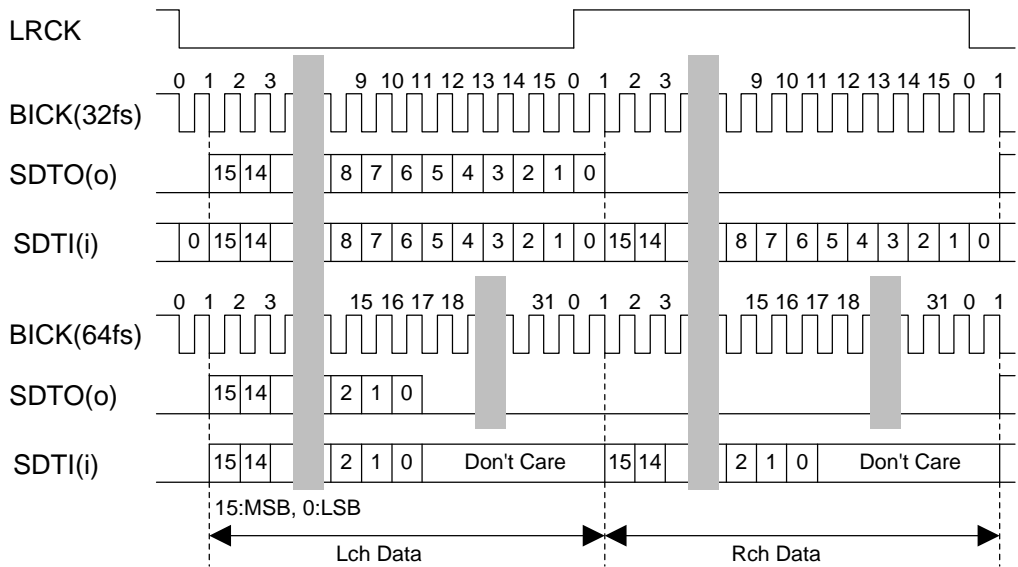 LRCK
0 1 2 3 9 10 11 12 13 14 15 0 1 2 3 9 10 11 12 13 14 15 0 1
BICK(32fs)
SDTO(o) 15 14 8 7 6 5 4 3 2 1 0
SDTI(i) 0 15 14 8 7 6 5 4 3 2 1 0 15 14 8 7 6 5 4 3 2 1 0
0 1 2 3 15 16 17 18 31 0 1 2 3 15 16 17 18 31 0 1
BICK(64fs)
SDTO(o) 15 14 2 1 0
SDTI(i) 15 14 2 1 0 Don't Care 15 14 2 1 0 Don't Care
15:MSB, 0:LSB
Lch Data Rch Data